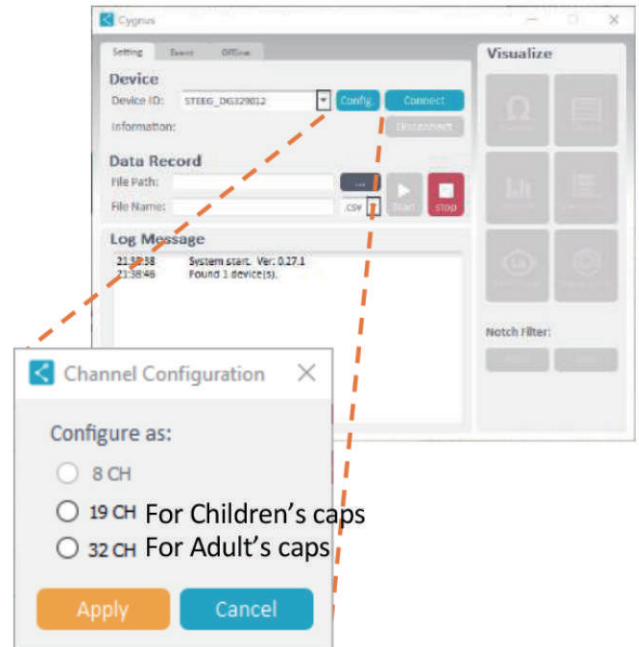 Cygnus
Setting Event Offline
Visualize
Device
Device ID: STEEG_DG329012 Config. Connect
Information: Disconnect
Data Record
File Path: ...
File Name: .csv Start stop
Log Message
21:38:38 System start. Ver: 0.27.1
21:38:46 Found 1 device(s).
Notch Filter:
Channel Configuration
Configure as:
8 CH
19 CH For Children's caps
32 CH For Adult's caps
Apply Cancel